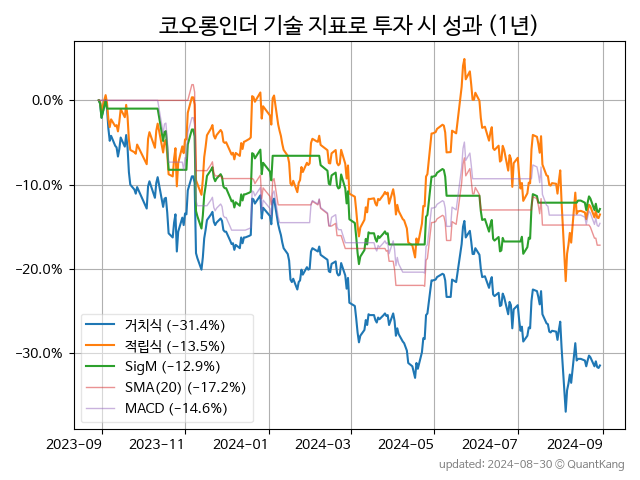 코오롱인더 기술 지표로 투자 시 성과 (1년)
0.0%
−10.0%
−20.0%
−30.0%
거치식 (−31.4%)
적립식 (−13.5%)
SigM (−12.9%)
SMA(20) (−17.2%)
MACD (−14.6%)
2023-09 2023-11 2024-01 2024-03 2024-05 2024-07 2024-09
updated: 2024-08-30 © QuantKang